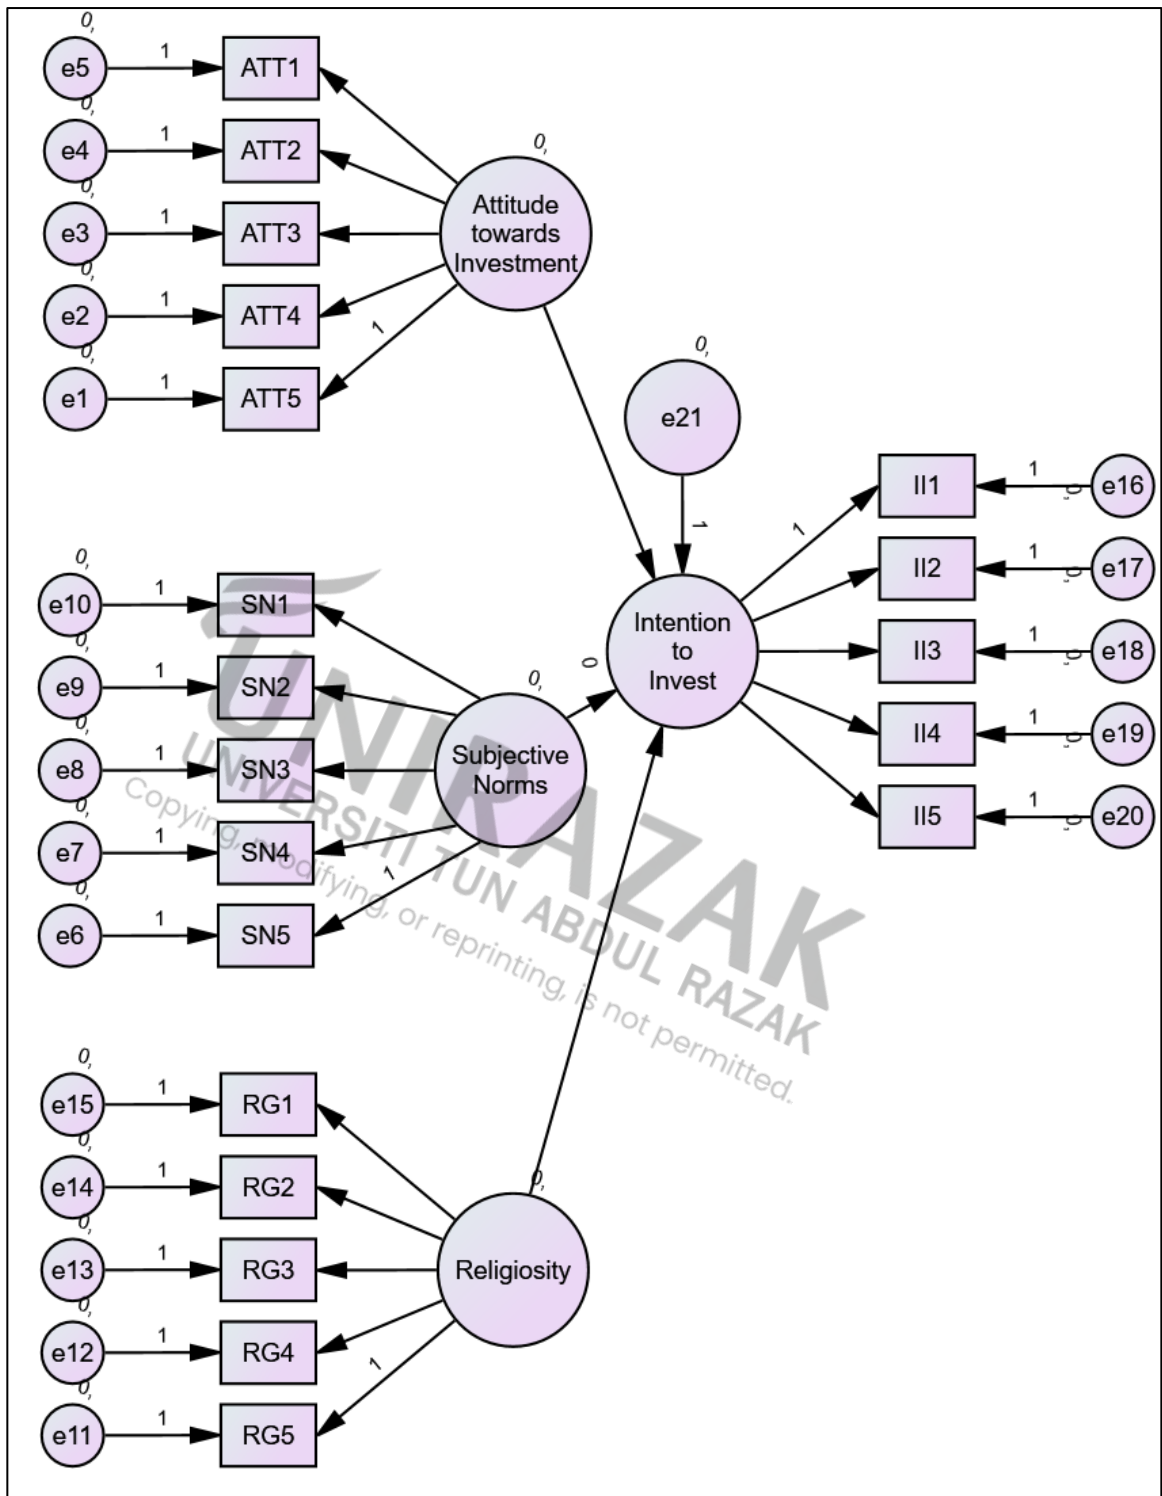 0,
e5
1
ATT1
0,
e4
1
ATT2
0,
e3
1
ATT3
0,
e2
1
ATT4
0,
e1
1
ATT5
1
0,
Attitude
towards
Investment
0,
e21
1
0,
e10
1
SN1
0,
e9
1
SN2
0,
e8
1
SN3
0,
e7
1
SN4
0,
e6
1
SN5
1
0,
Subjective
Norms
0
Intention
to
Invest
1
II1
1
0,
e16
II2
1
0,
e17
II3
1
0,
e18
II4
1
0,
e19
II5
1
0,
e20
UNIRAZAK
UNIVERSITI TUN ABDUL RAZAK
Copying, modifying, or reprinting, is not permitted.
0,
e15
1
RG1
0,
e14
1
RG2
0,
e13
1
RG3
0,
e12
1
RG4
0,
e11
1
RG5
1
0,
Religiosity